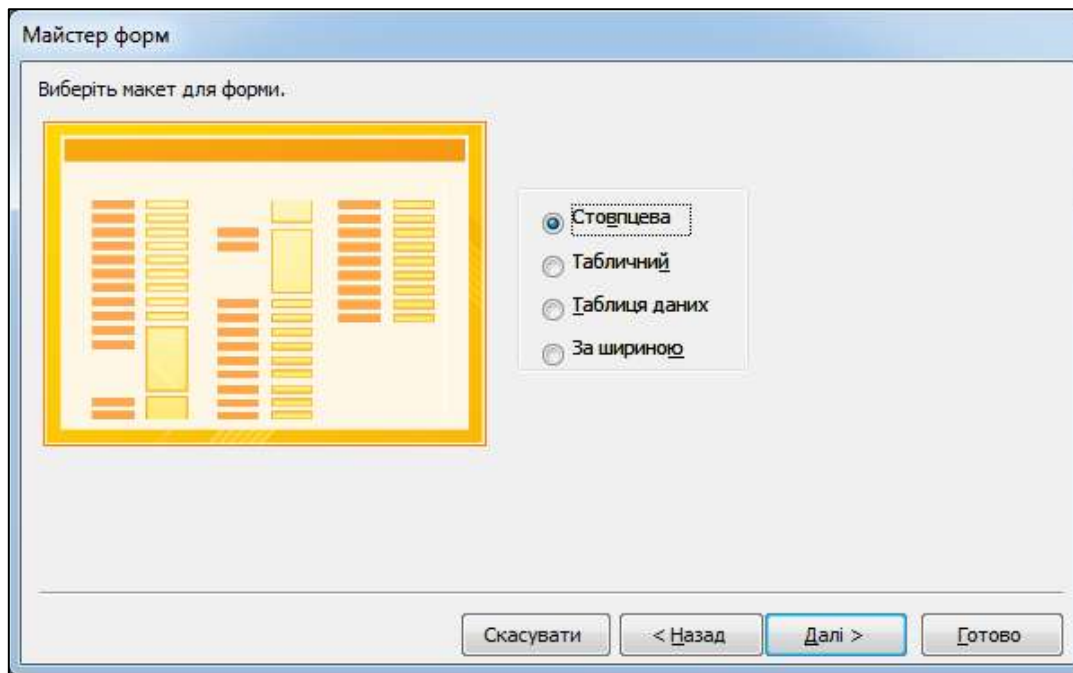 Майстер форм
Виберіть макет для форми.
Стовпцева
Табличний
Таблиця даних
За шириною
Скасувати
< Назад
Далі >
Готово